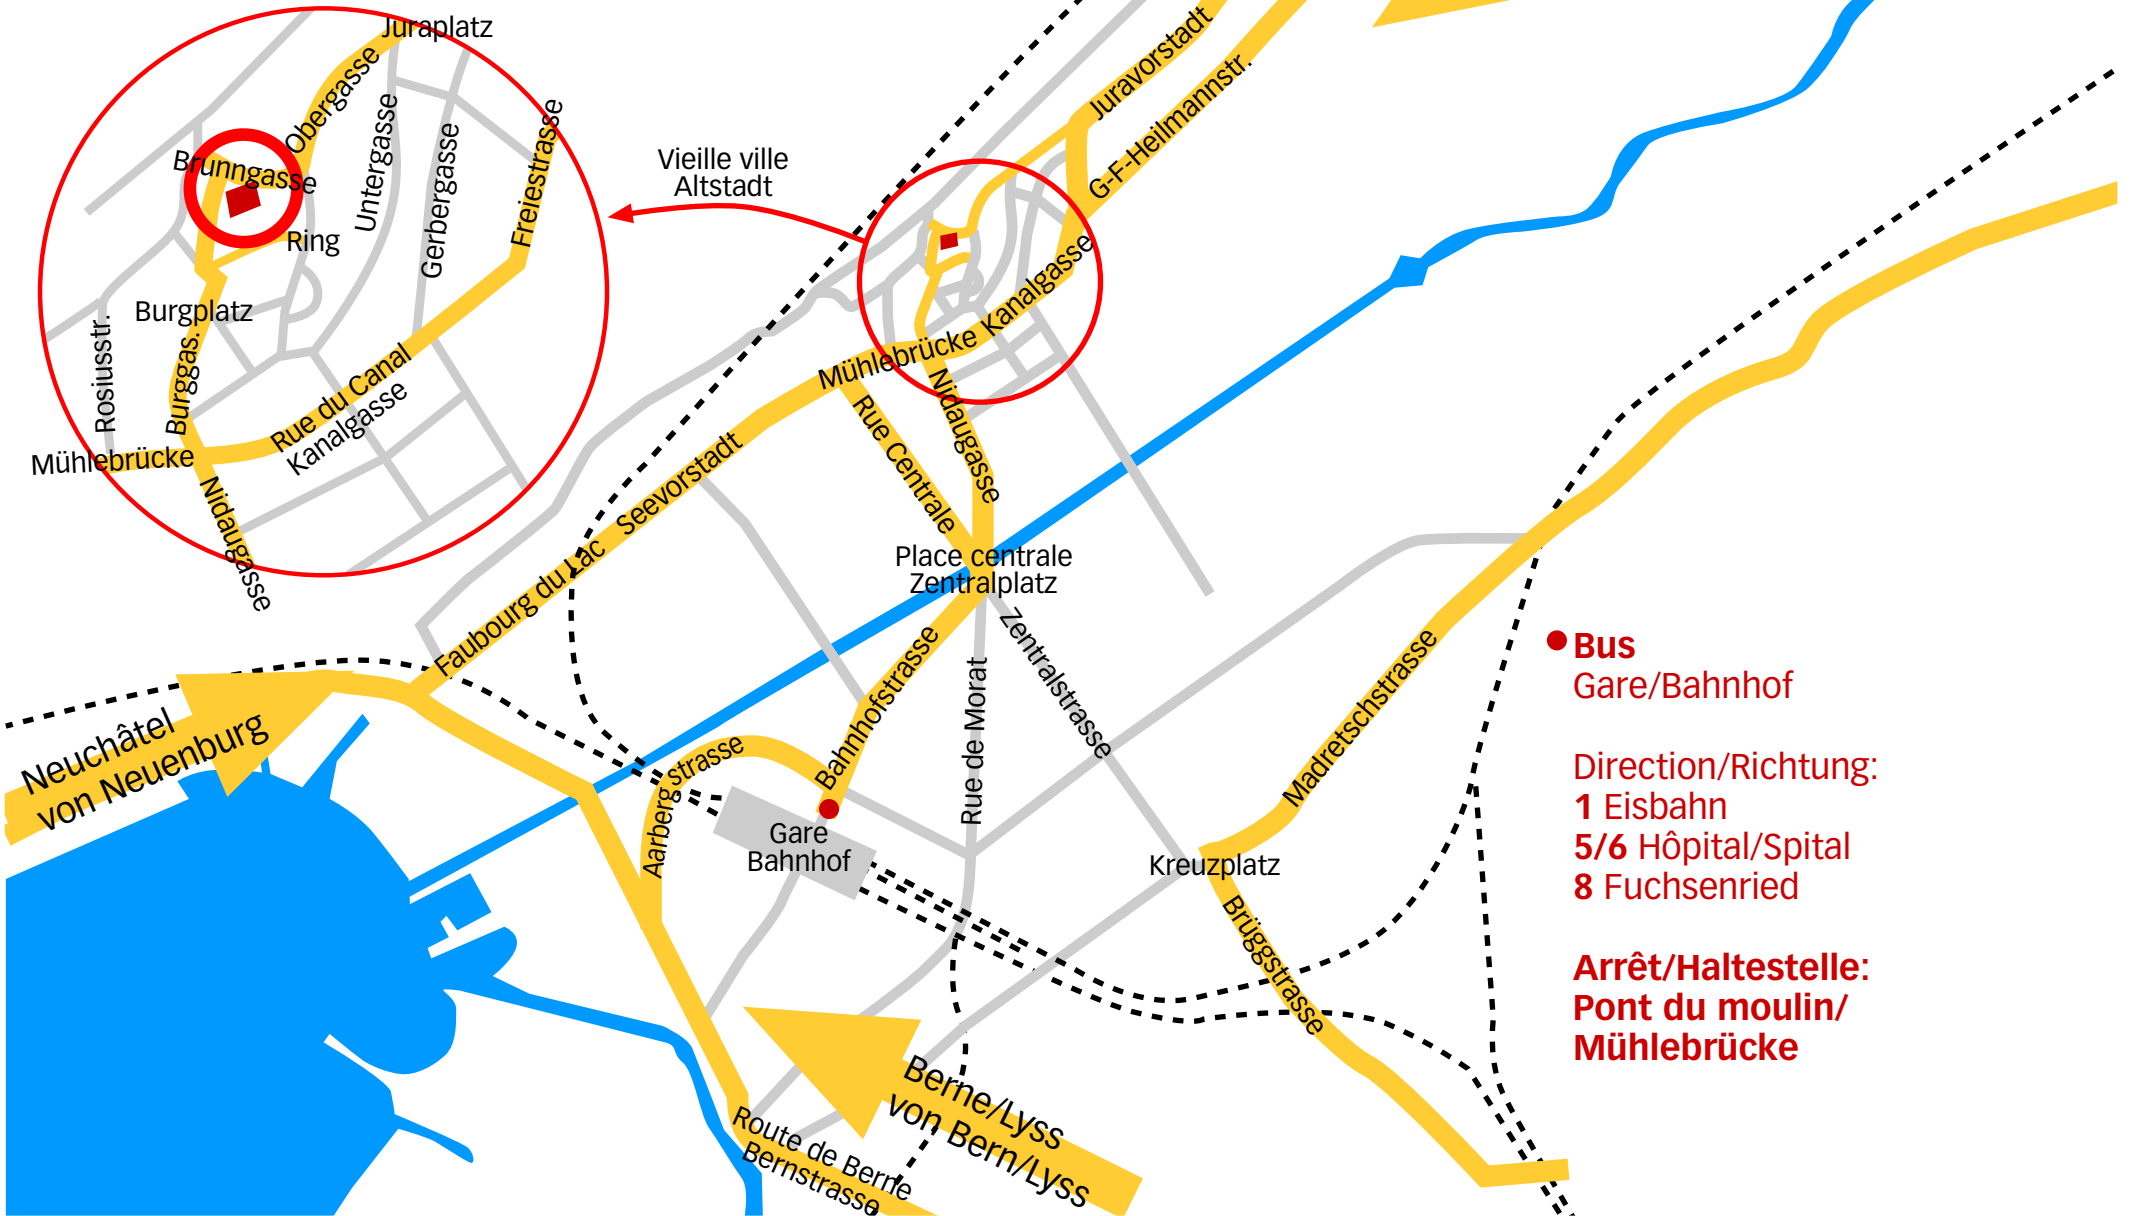 Juraplatz
Obergasse
Brunngasse
Untergasse
Gerbergasse
Freiestrasse
Ring
Burgplatz
Rosiusstr.
Burggas.
Rue du Canal
Kanalgasse
Mühlebrücke
Nidaugasse
Vieille ville
Altstadt
Juravorstadt
G-F-Heilmannstr.
Kanalgasse
Mühlebrücke
Nidaugasse
Rue Centrale
Seevorstadt
Faubourg du Lac
Place centrale
Zentralplatz
Bahnhofstrasse
Zentralstrasse
Rue de Morat
Aarbergstrasse
Gare
Bahnhof
Madretschstrasse
Kreuzplatz
Brüggstrasse
Neuchâtel
von Neuenburg
Berne/Lyss
von Bern/Lyss
Route de Berne
Bernstrasse
Bus
Gare/Bahnhof
Direction/Richtung:
1 Eisbahn
5/6 Hôpital/Spital
8 Fuchsenried
Arrêt/Haltestelle:
Pont du moulin/
Mühlebrücke